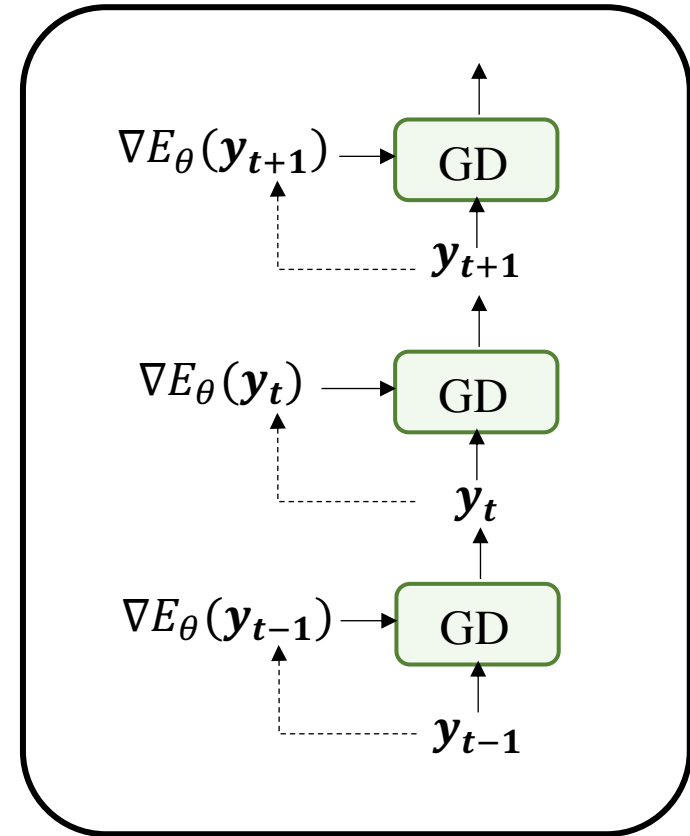 ∇E_θ(y_{t+1}) GD
y_{t+1}
∇E_θ(y_t) GD
y_t
∇E_θ(y_{t−1}) GD
y_{t−1}